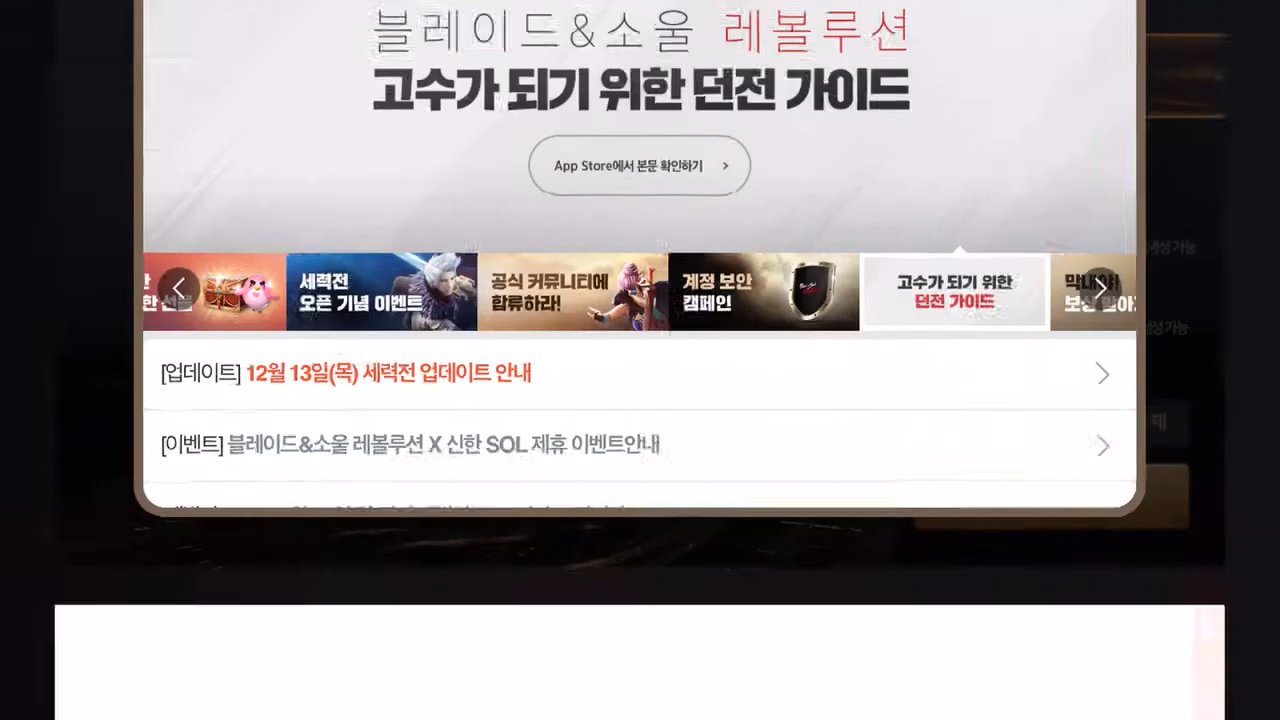 블레이드&소울 레볼루션
고수가 되기 위한 던전 가이드
App Store에서 본문 확인하기
세력전
오픈 기념 이벤트
공식 커뮤니티에
합류하라!
계정 보안
캠페인
고수가 되기 위한
던전 가이드
[업데이트] 12월 13일(목) 세력전 업데이트 안내
[이벤트] 블레이드&소울 레볼루션 X 신한 SOL 제휴 이벤트안내